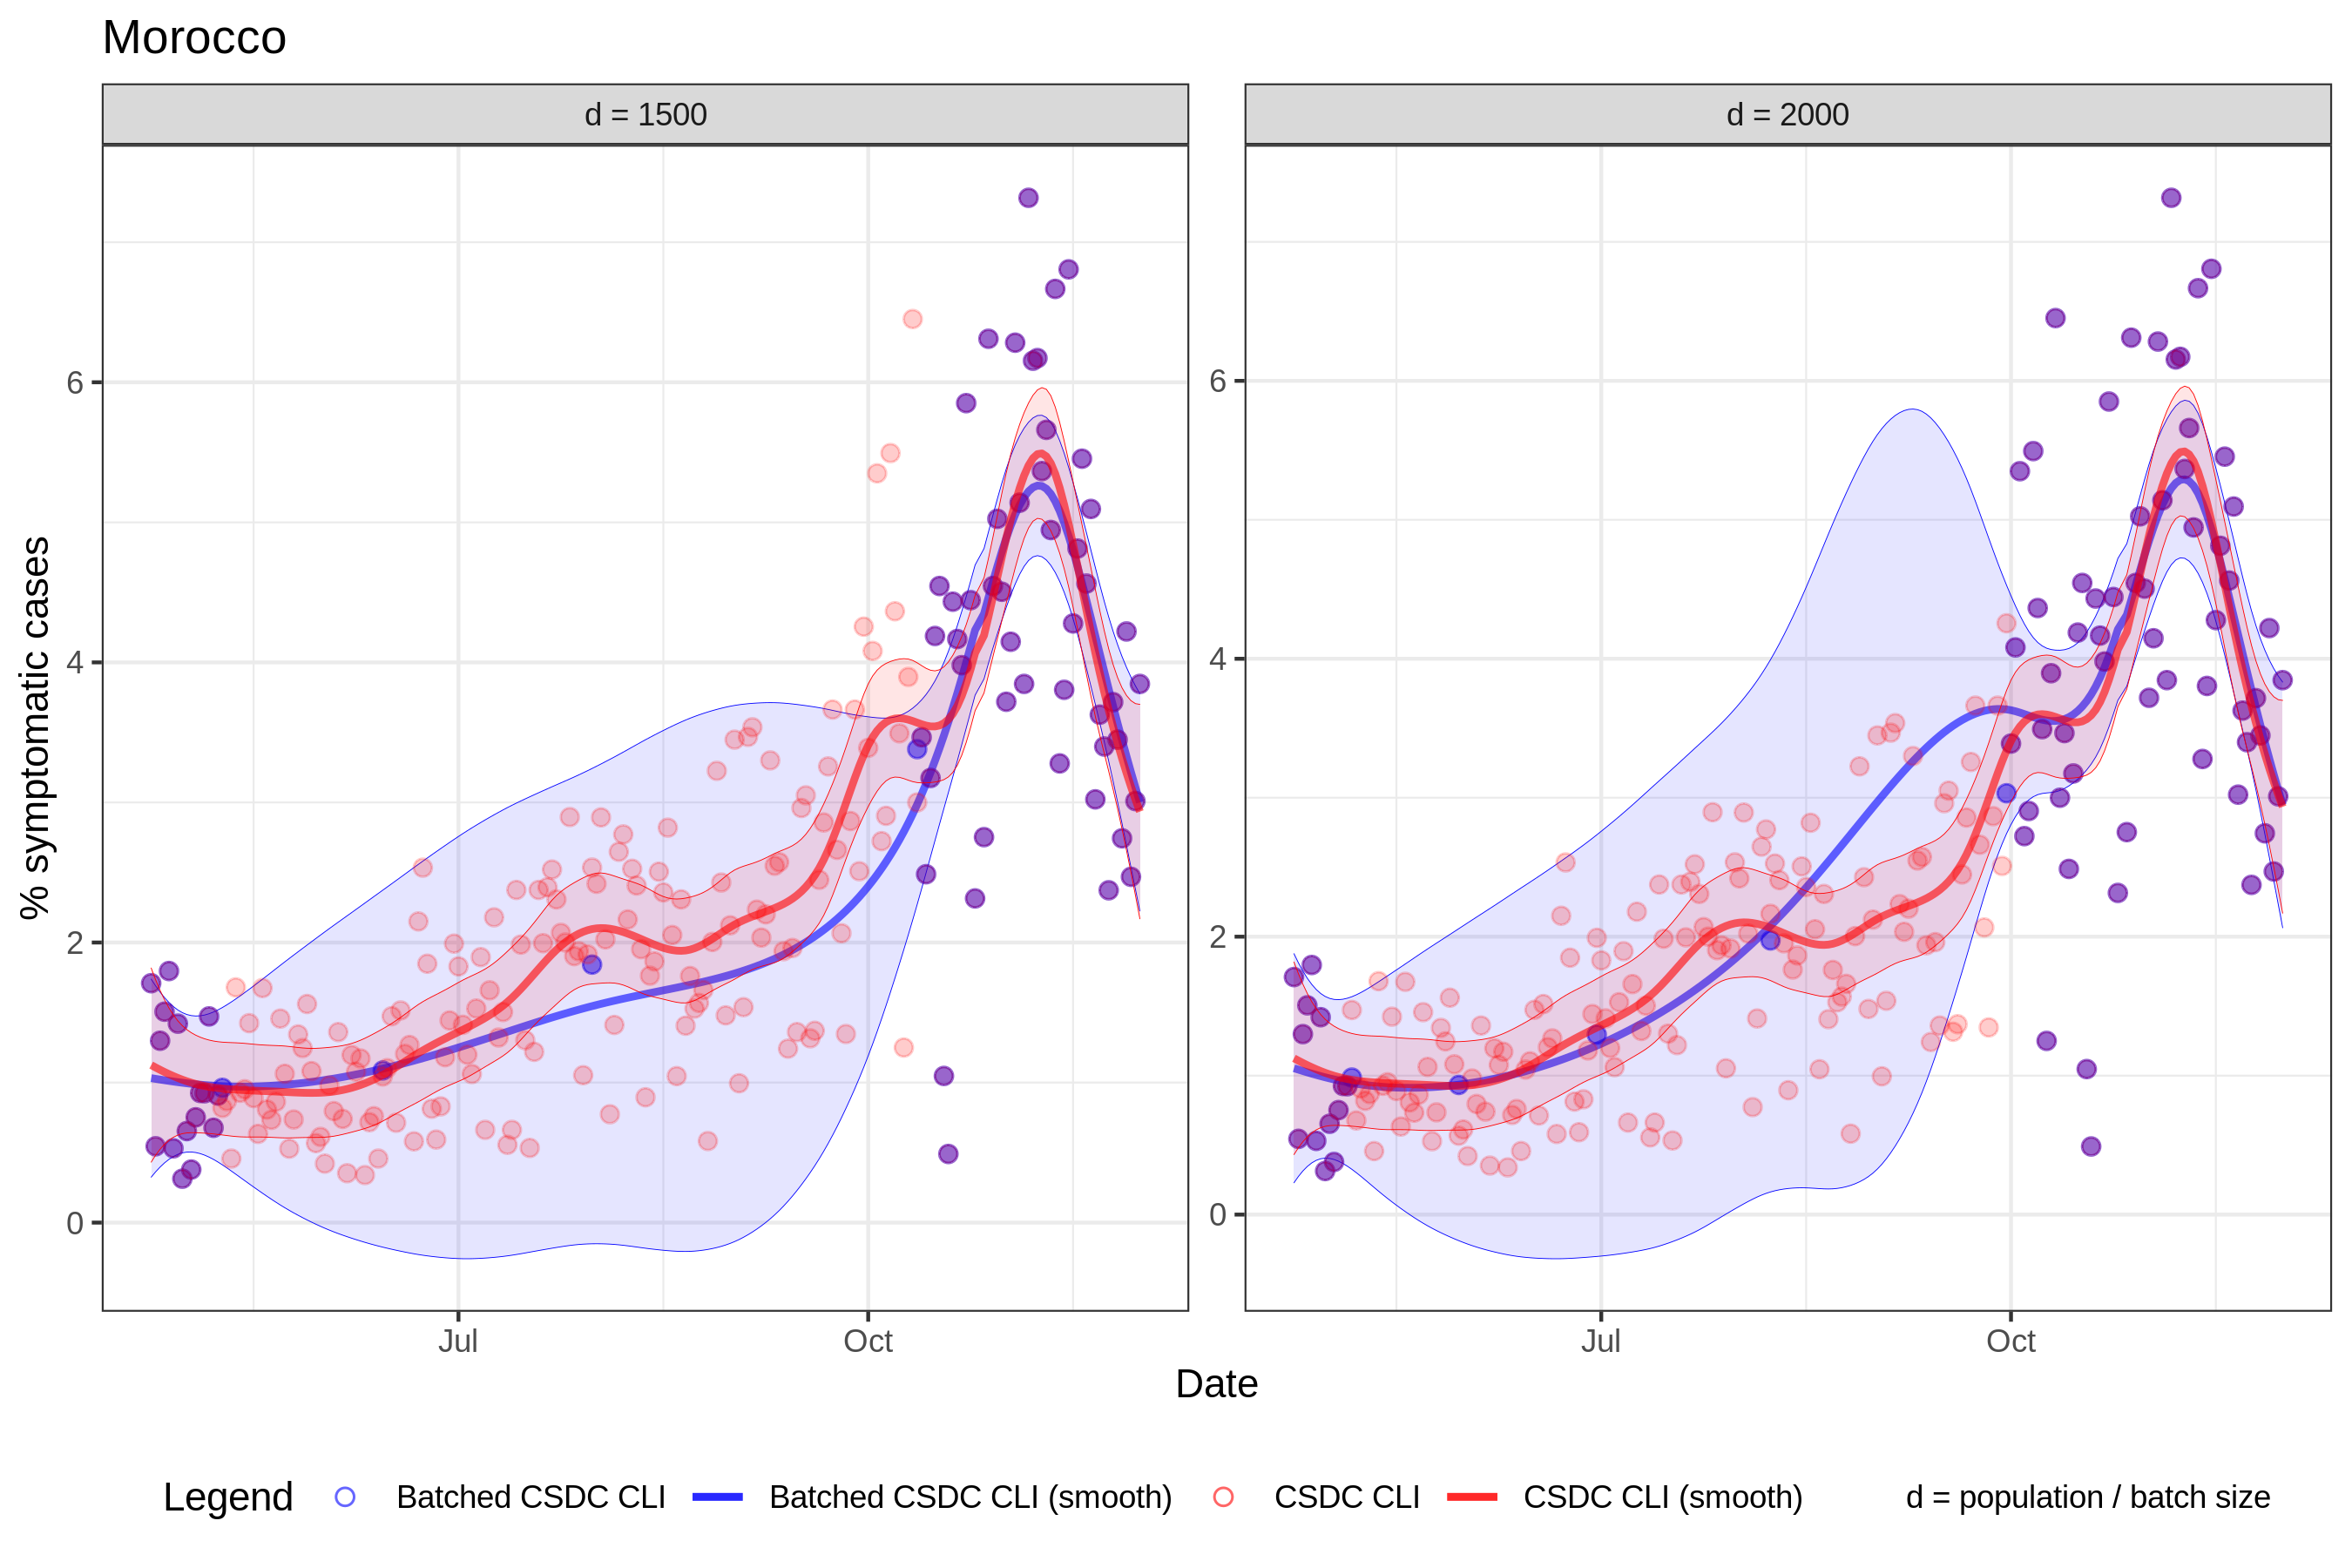 Morocco
d = 1500
d = 2000
% symptomatic cases
6
4
2
0
6
4
2
0
Jul
Oct
Jul
Oct
Date
Legend
Batched CSDC CLI
Batched CSDC CLI (smooth)
CSDC CLI
CSDC CLI (smooth)
d = population / batch size